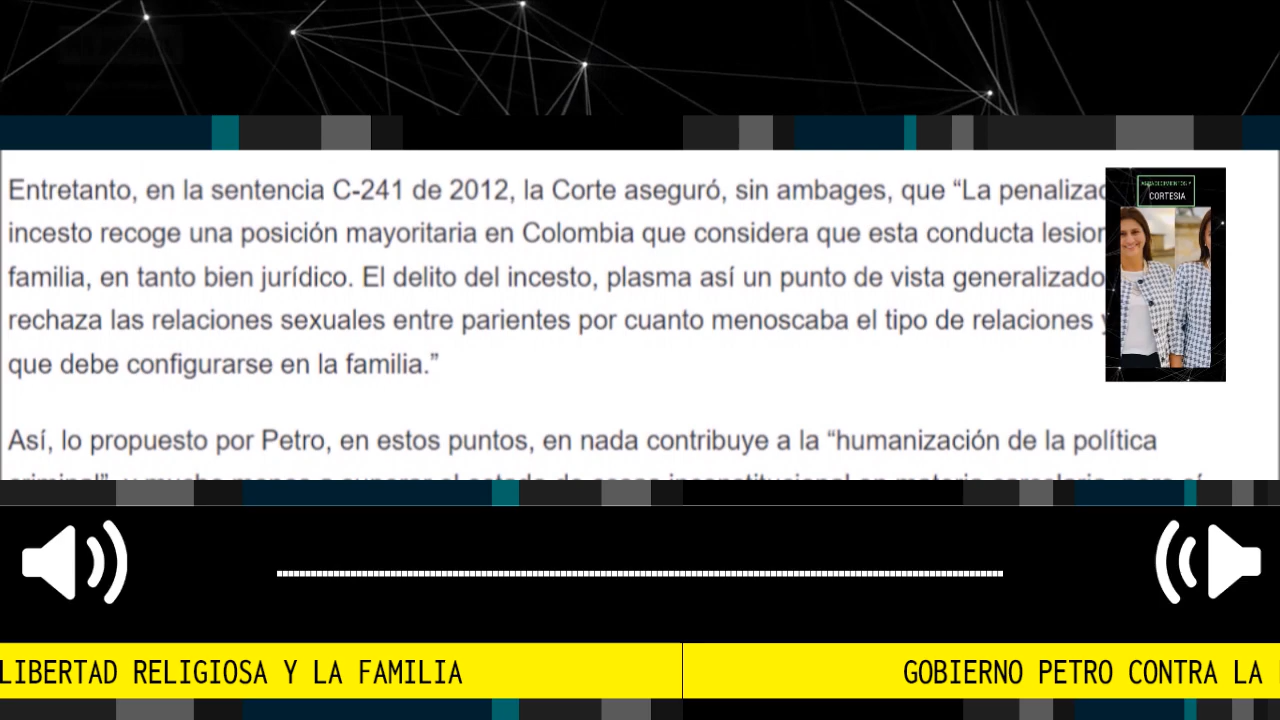 Entretanto, en la sentencia C-241 de 2012, la Corte aseguró, sin ambages, que “La penalizac
incesto recoge una posición mayoritaria en Colombia que considera que esta conducta lesion
familia, en tanto bien jurídico. El delito del incesto, plasma así un punto de vista generalizado
rechaza las relaciones sexuales entre parientes por cuanto menoscaba el tipo de relaciones y
que debe configurarse en la familia.”
CORTESIA
Así, lo propuesto por Petro, en estos puntos, en nada contribuye a la “humanización de la política
LIBERTAD RELIGIOSA Y LA FAMILIA
GOBIERNO PETRO CONTRA LA